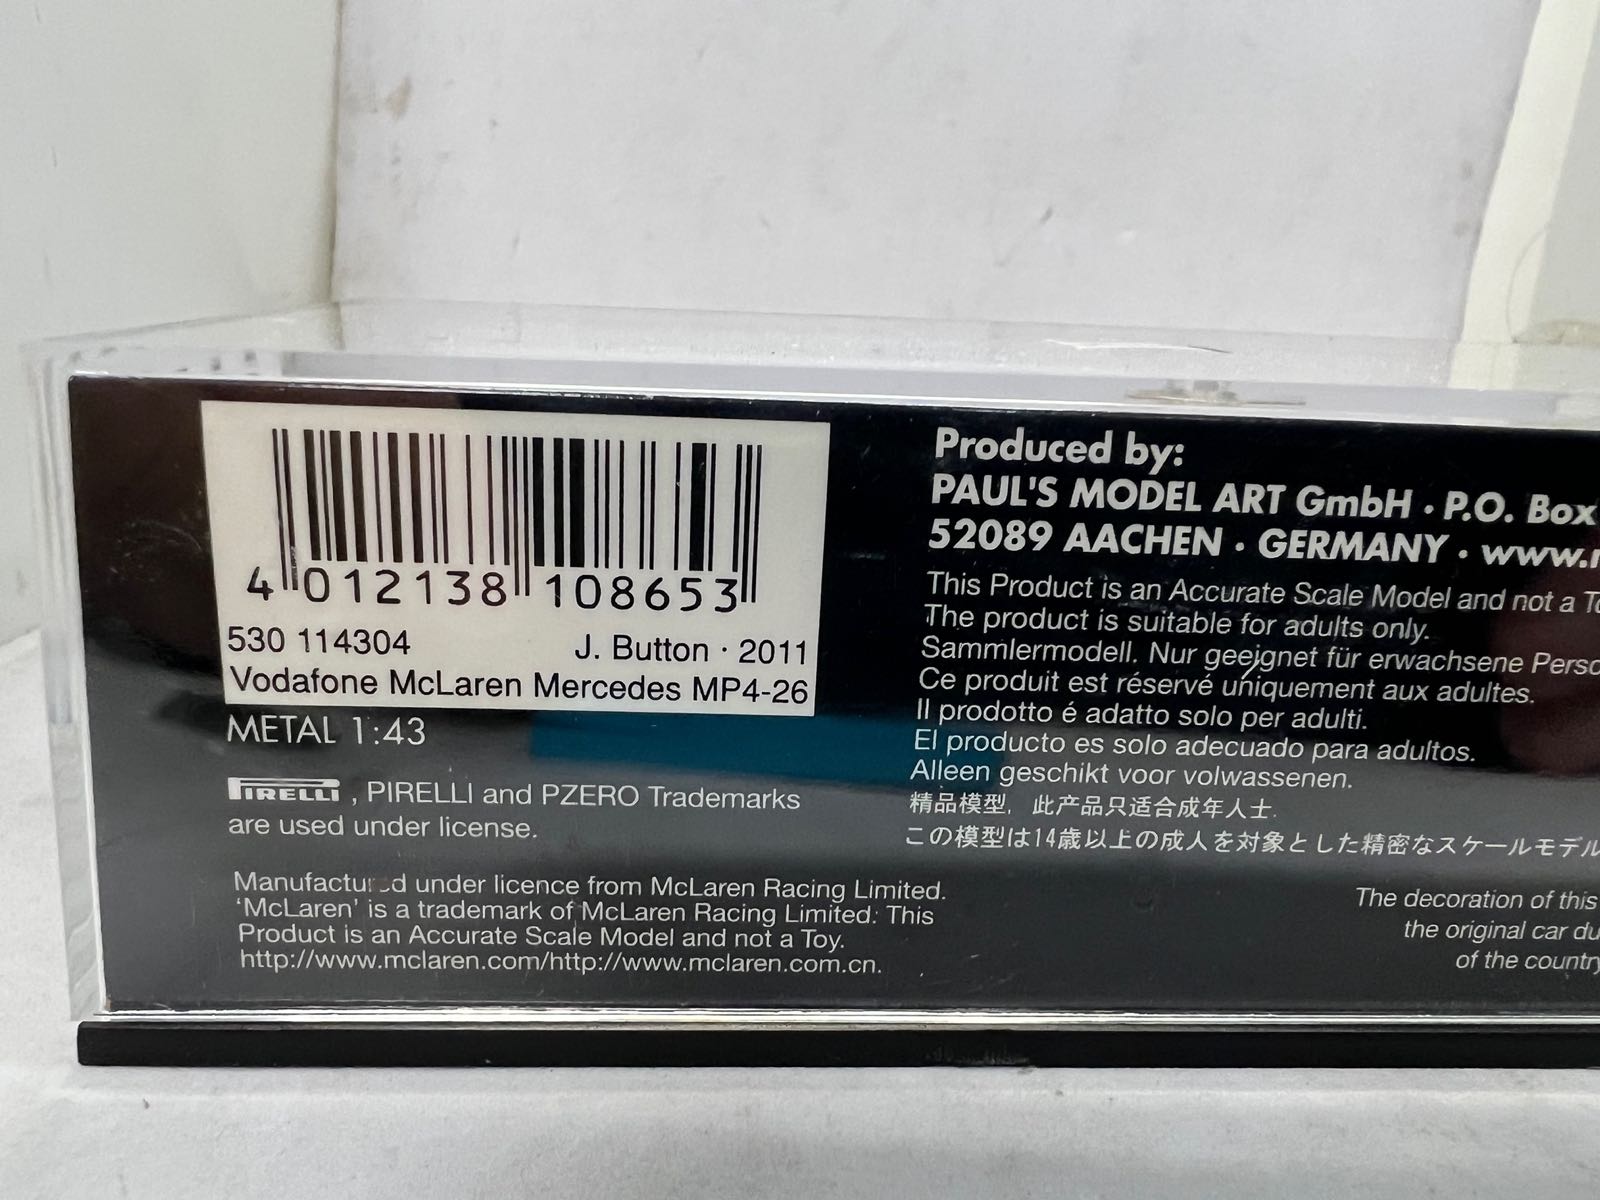 4 012138 108653
530 114304 J. Button · 2011
Vodafone McLaren Mercedes MP4-26
METAL 1:43
PIRELLI , PIRELLI and PZERO Trademarks
are used under license.
Manufactured under licence from McLaren Racing Limited.
‘McLaren’ is a trademark of McLaren Racing Limited. This
Product is an Accurate Scale Model and not a Toy.
http://www.mclaren.com/http://www.mclaren.com.cn.
Produced by:
PAUL'S MODEL ART GmbH · P.O. Box
52089 AACHEN · GERMANY · www.
This Product is an Accurate Scale Model and not a
The product is suitable for adults only.
Sammlermodell. Nur geeignet für erwachsene
Ce produit est réservé uniquement aux adultes.
Il prodotto é adatto solo per adulti.
El producto es solo adecuado para adultos.
Alleen geschikt voor volwassenen.
精品模型, 此产品只适合成年人士.
この模型は14歳以上の成人を対象とした精密なスケールモデル
The decoration of this
the original car
of the